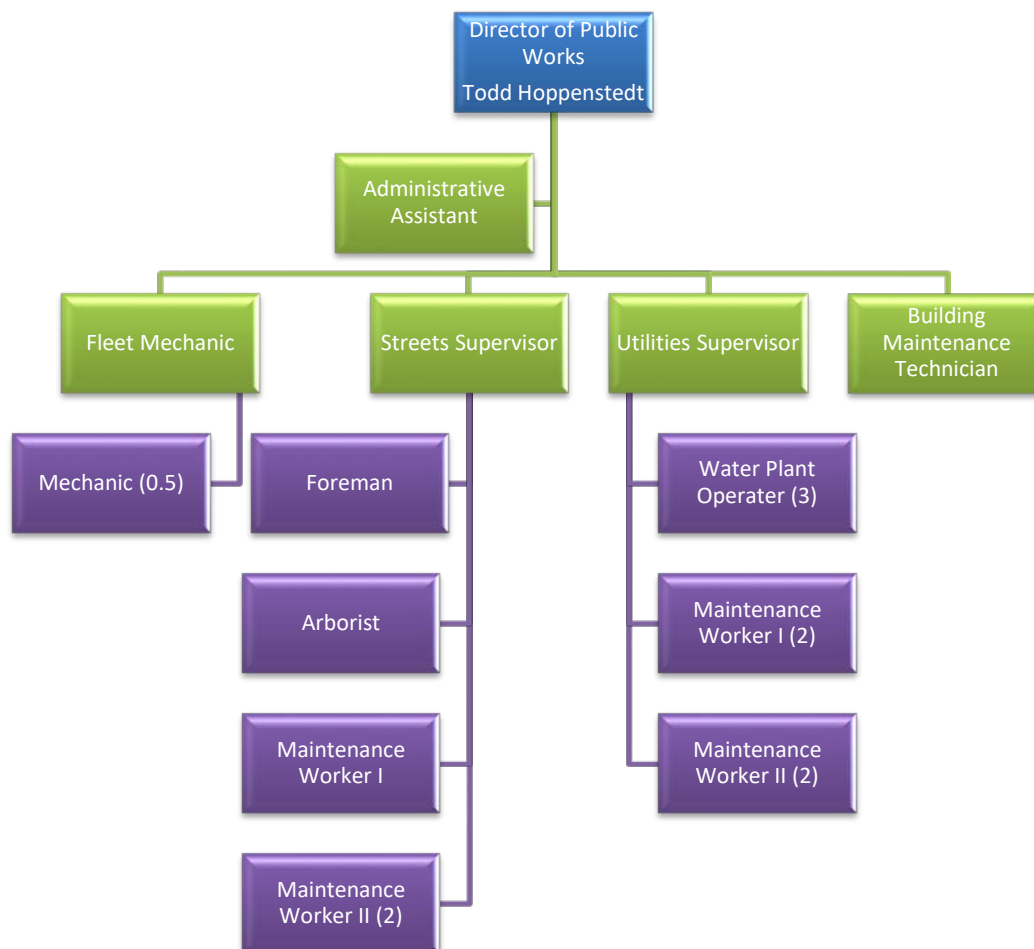 Director of Public
Works
Todd Hoppenstedt
Administrative
Assistant
Fleet Mechanic
Streets Supervisor
Utilities Supervisor
Building
Maintenance
Technician
Mechanic (0.5)
Foreman
Water Plant
Operater (3)
Arborist
Maintenance
Worker I (2)
Maintenance
Worker I
Maintenance
Worker II (2)
Maintenance
Worker II (2)